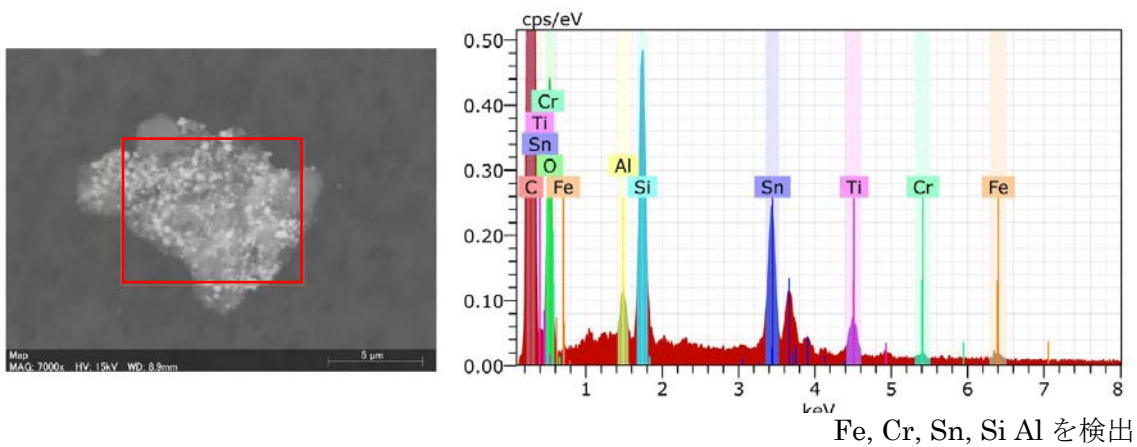 cps/eV
0.50
0.40
0.30
0.20
0.10
0.00
Cr
Ti
Sn
O
C
Fe
Al
Si
Sn
Ti
Cr
Fe
1 2 3 4 5 6 7 8
keV
Map
MAG: 7000x HV: 15kV WD: 8.9mm
5 µm
Fe, Cr, Sn, Si Al を検出